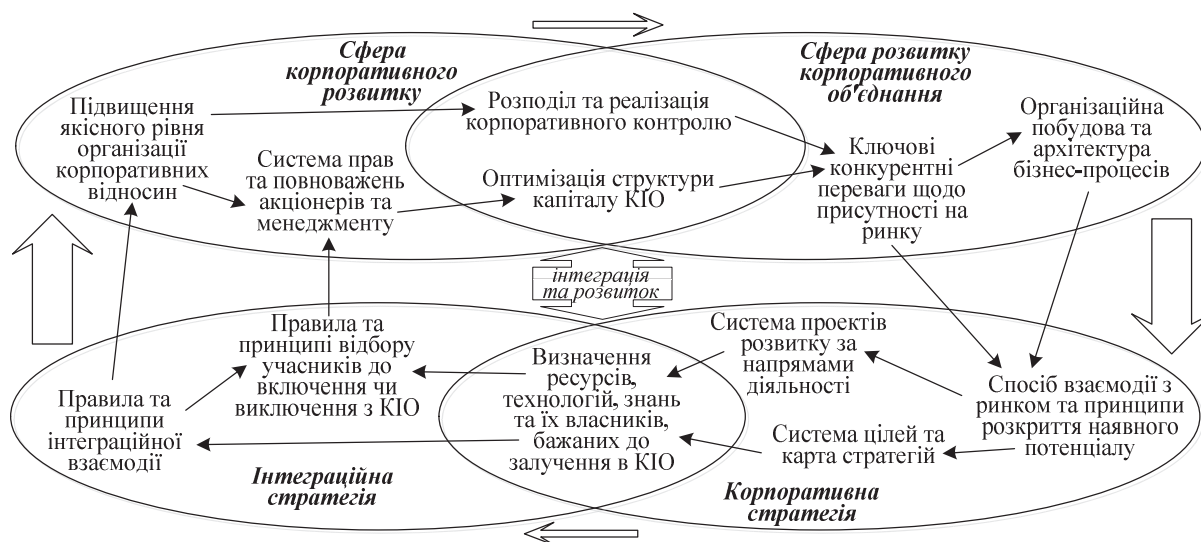 Сфера
корпоративного
розвитку
Сфера розвитку
корпоративного
об'єднання
Підвищення
якісного рівня
організації
корпоративних
відносин
Система прав
та повноважень
акціонерів та
менеджменту
Розподіл та реалізація
корпоративного контролю
Оптимізація структури
капіталу КІО
Ключові
конкурентні
переваги щодо
присутності на
ринку
Організаційна
побудова та
архітектура
бізнес-процесів
інтеграція
та розвиток
Правила та
принципи
інтеграційної
взаємодії
Правила та
принципі відбору
учасників до
включення чи
виключення з КІО
Визначення
ресурсів,
технологій, знань
та їх власників,
бажаних до
залучення в КІО
Система проектів
розвитку за
напрямами
діяльності
Система цілей та
карта стратегій
Спосіб взаємодії з
ринком та принципи
розкриття наявного
потенціалу
Інтеграційна
стратегія
Корпоративна
стратегія